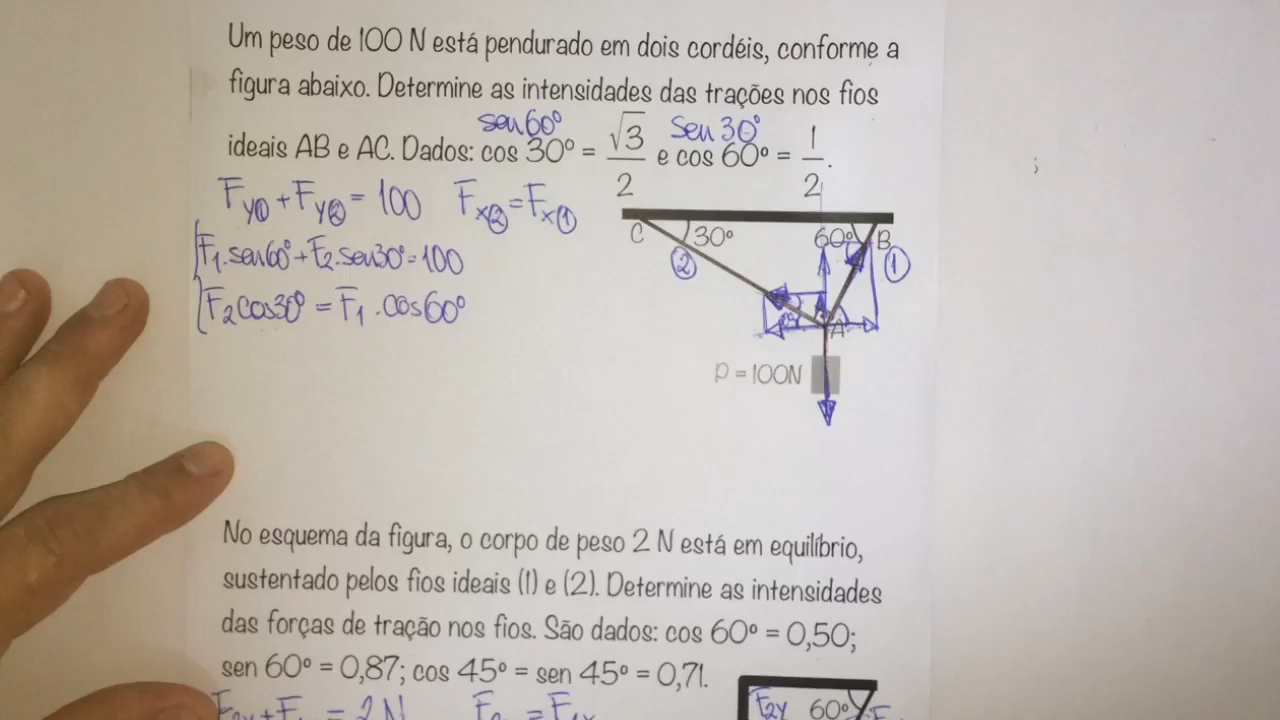 Um peso de 100 N está pendurado em dois cordéis, conforme a
figura abaixo. Determine as intensidades das trações nos fios
sen60° Sen 30°
ideais AB e AC. Dados: cos 30° = √3/2 e cos 60° = 1/2.
Fy① + Fy② = 100 Fx② = Fx①
F₁.sen60° + F₂.sen30° = 100
F₂cos30° = F₁.cos60°
C 30° 60° B
② ①
A
P = 100N
No esquema da figura, o corpo de peso 2 N está em equilíbrio,
sustentado pelos fios ideais (1) e (2). Determine as intensidades
das forças de tração nos fios. São dados: cos 60° = 0,50;
sen 60° = 0,87; cos 45° = sen 45° = 0,71.
= 2N
F2y 60°